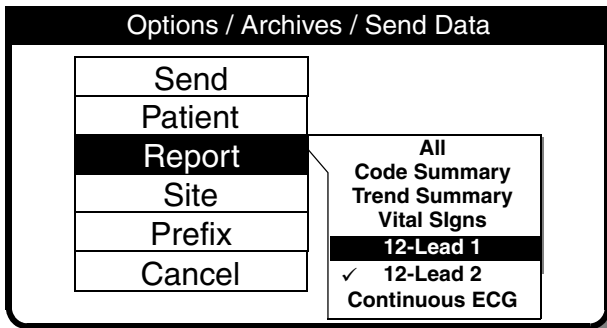 Options / Archives / Send Data
Send
Patient
Report
Site
Prefix
Cancel
All
Code Summary
Trend Summary
Vital SIgns
12-Lead 1
✓ 12-Lead 2
Continuous ECG